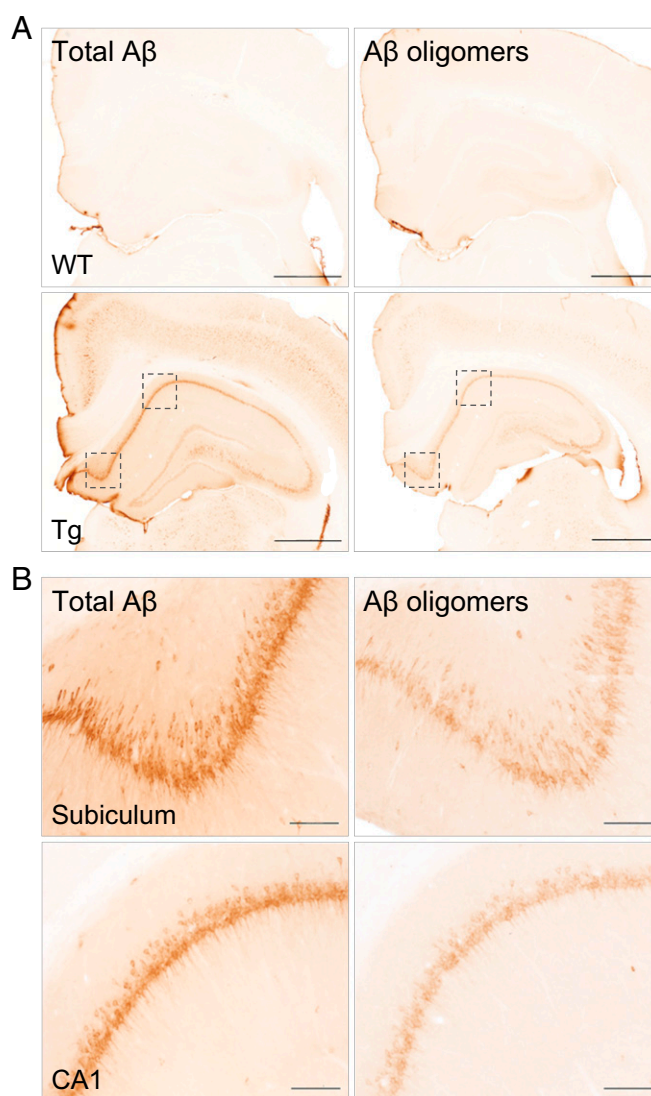 A
Total Aβ
Aβ oligomers
WT
Tg
B
Total Aβ
Aβ oligomers
Subiculum
CA1